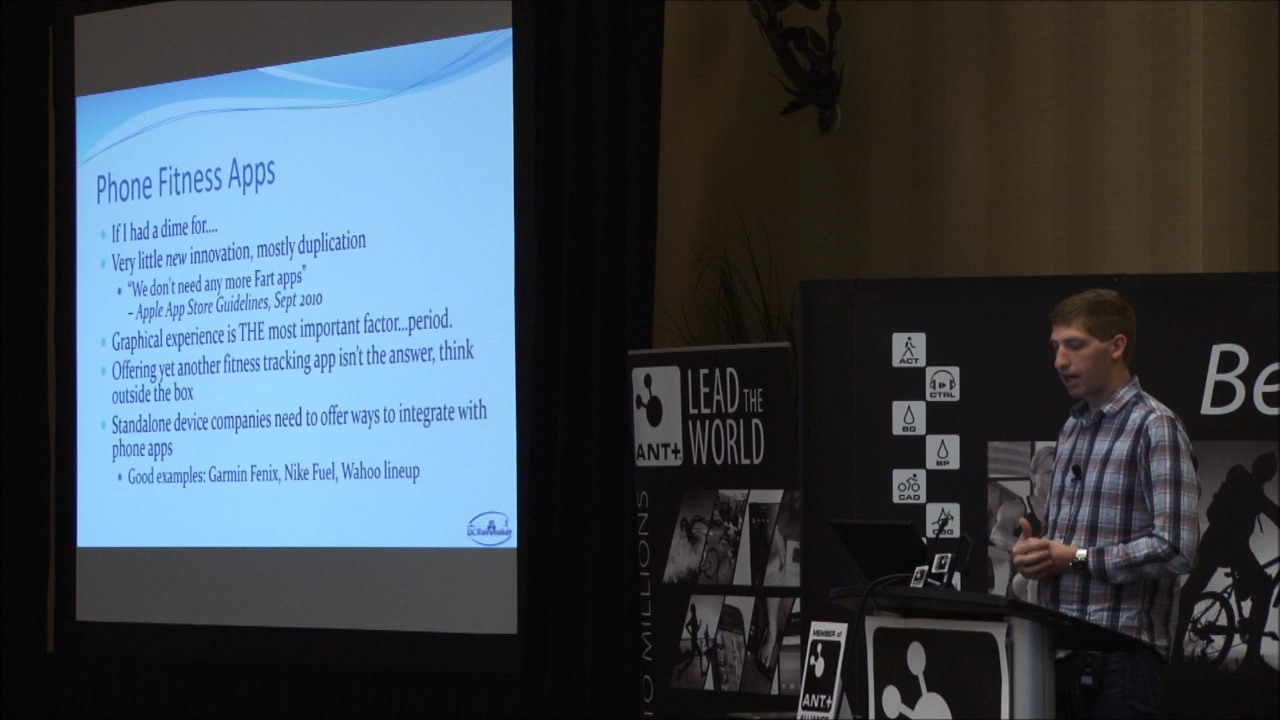 Phone Fitness Apps
If I had a dime for....
Very little new innovation, mostly duplication
"We don't need any more Fart apps"
– Apple App Store Guidelines, Sept 2010
Graphical experience is THE most important factor...period.
Offering yet another fitness tracking app isn't the answer, think
outside the box
Standalone device companies need to offer ways to integrate with
phone apps
Good examples: Garmin Fenix, Nike Fuel, Wahoo lineup
DCRainmaker
ANT+
LEAD THE
WORLD
TO MILLIONS
ACT
CTRL
BG
BP
CAD
Be
MEMBER of
ANT+
ALLIANCE